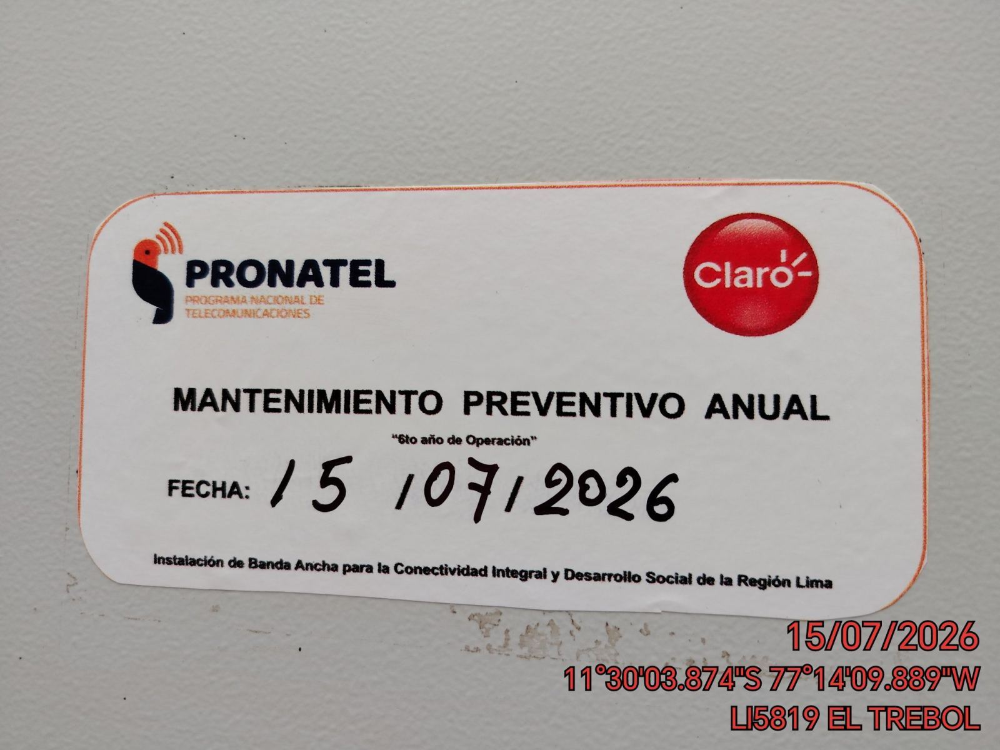 PRONATEL
PROGRAMA NACIONAL DE
TELECOMUNICACIONES
Claro
MANTENIMIENTO PREVENTIVO ANUAL
“6to año de Operación”
FECHA: 15 / 07 / 2026
Instalación de Banda Ancha para la Conectividad Integral y Desarrollo Social de la Región Lima
15/07/2026
11°30'03.874"S 77°14'09.889"W
LI5819 EL TREBOL